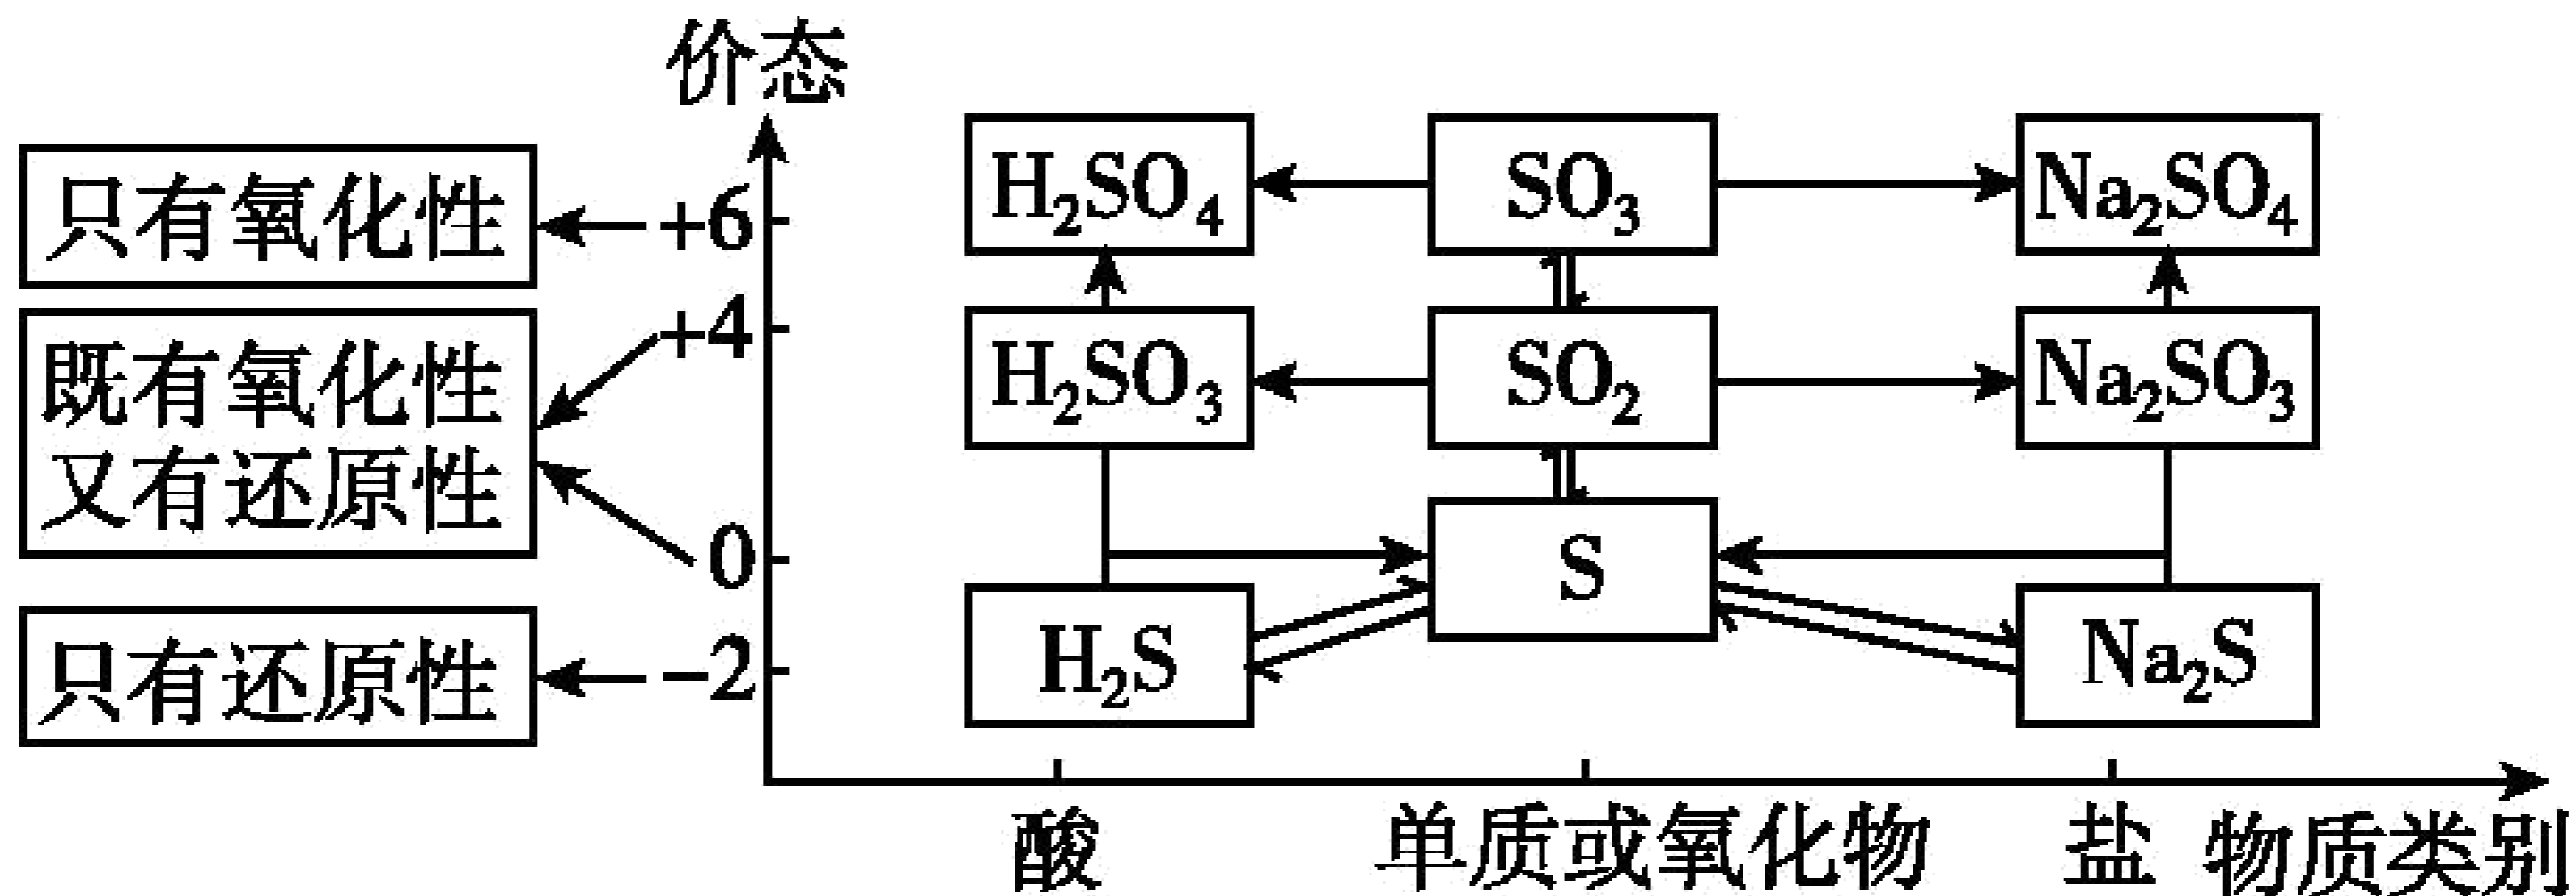 价态
只有氧化性
+6
H₂SO₄
SO₃
Na₂SO₄
既有氧化性
又有还原性
+4
H₂SO₃
SO₂
Na₂SO₃
0
S
只有还原性
-2
H₂S
Na₂S
酸
单质或氧化物
盐
物质类别